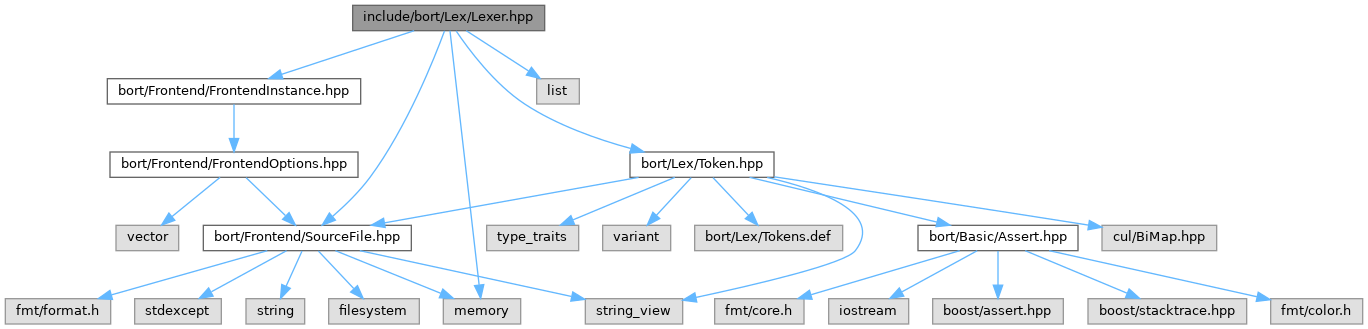 include/bort/Lex/Lexer.hpp
bort/Frontend/FrontendInstance.hpp
list
bort/Frontend/FrontendOptions.hpp
bort/Lex/Token.hpp
vector
bort/Frontend/SourceFile.hpp
type_traits
variant
bort/Lex/Tokens.def
bort/Basic/Assert.hpp
cul/BiMap.hpp
fmt/format.h
stdexcept
string
filesystem
memory
string_view
fmt/core.h
iostream
boost/assert.hpp
boost/stacktrace.hpp
fmt/color.h